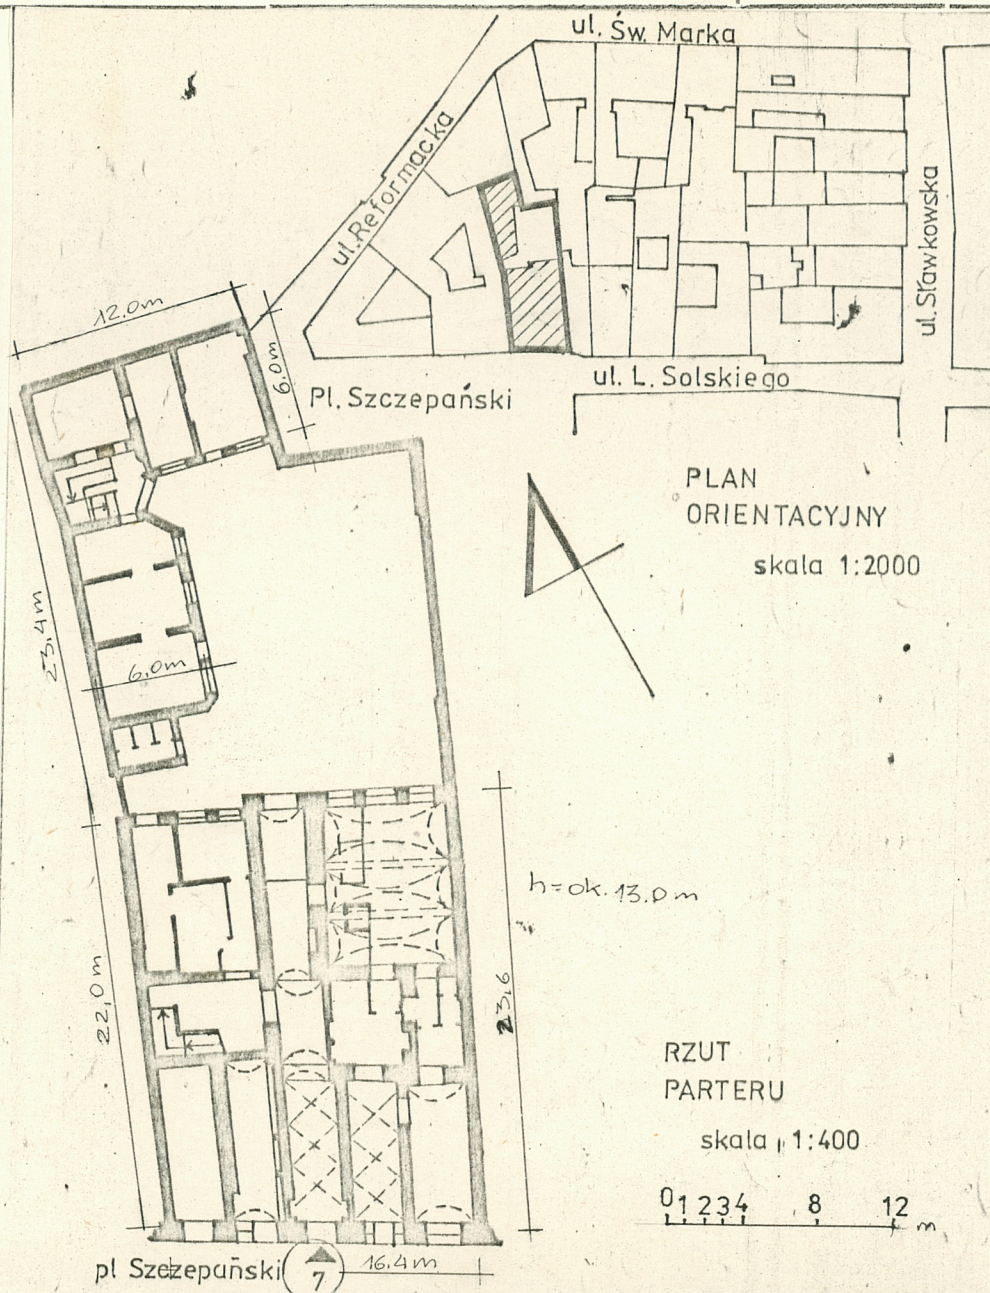 ul. Św. Marka
ul. Reformacka
ul. Sławkowska
12.0m
6.0m
Pl. Szczepański
ul. L. Solskiego
PLAN
ORIENTACYJNY
skala 1:2000
23.4m
6.0m
h=ok. 13.0m
22,0m
23.6
RZUT
PARTERU
skala 1:400
0 1 2 3 4 8 12 m
pl Szczepański
7
16.4m